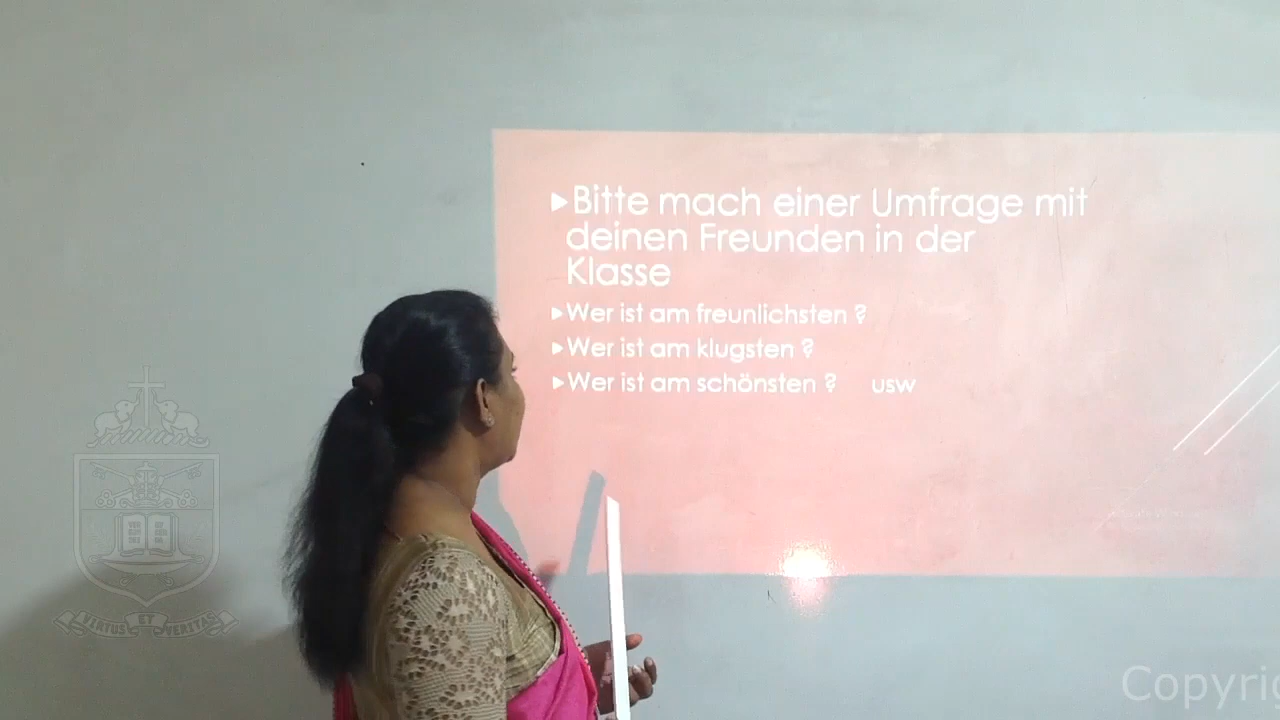 ▸Bitte mach einer Umfrage mit
deinen Freunden in der
Klasse
▸Wer ist am freunlichsten ?
▸Wer ist am klugsten ?
▸Wer ist am schönsten ? usw
VIRTUS ET VERITAS
Copyrig